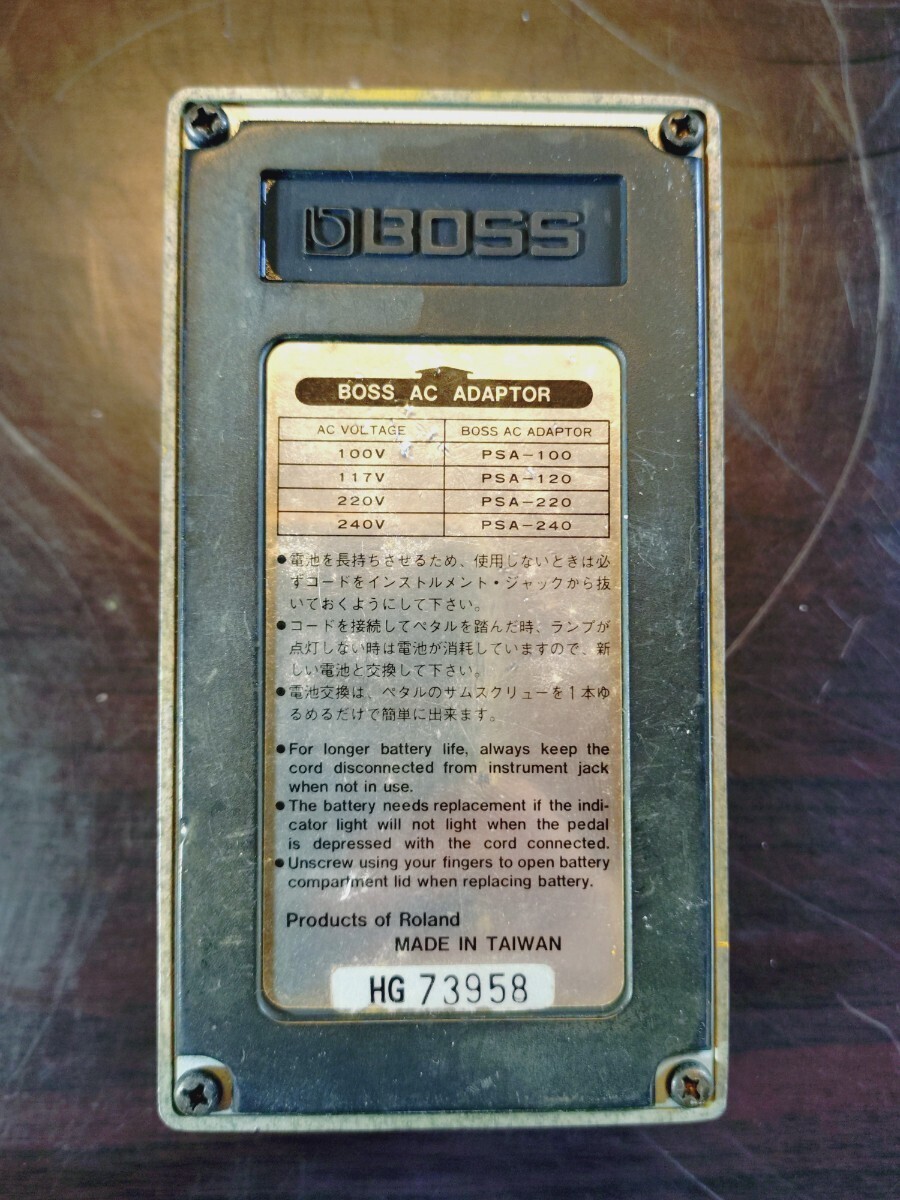 BOSS
BOSS AC ADAPTOR
AC VOLTAGE BOSS AC ADAPTOR
100V PSA-100
117V PSA-120
220V PSA-220
240V PSA-240
●電池を長持ちさせるため、使用しないときは必
ずコードをインストルメント・ジャックから抜
いておくようにして下さい。
●コードを接続してペタルを踏んだ時、ランプが
点灯しない時は電池が消耗していますので、新
しい電池と交換して下さい。
●電池交換は、ペタルのサムスクリューを1本ゆ
るめるだけで簡単に出来ます。
●For longer battery life, always keep the
cord disconnected from instrument jack
when not in use.
●The battery needs replacement if the indi-
cator light will not light when the pedal
is depressed with the cord connected.
●Unscrew using your fingers to open battery
compartment lid when replacing battery.
Products of Roland
MADE IN TAIWAN
HG 73958